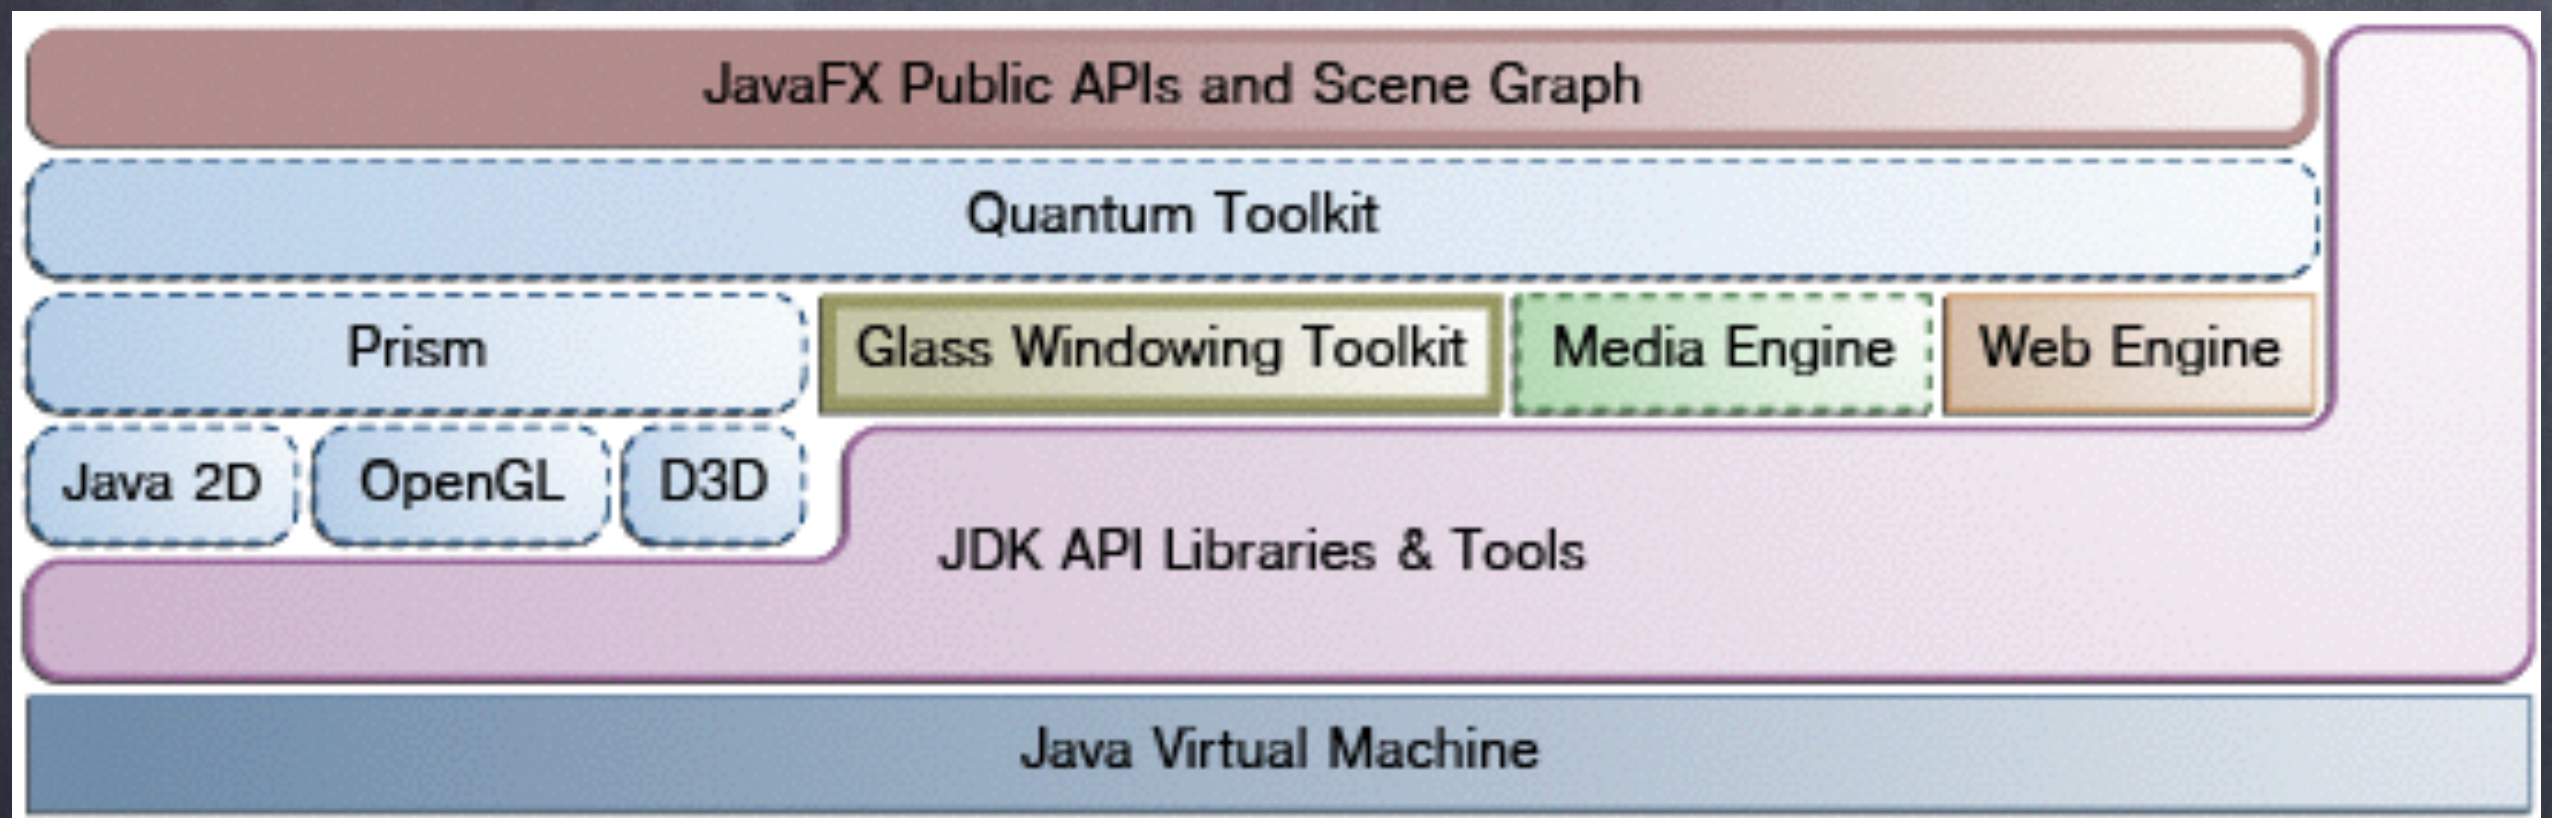 JavaFX Public APIs and Scene Graph
Quantum Toolkit
Prism
Glass Windowing Toolkit
Media Engine
Web Engine
Java 2D
OpenGL
D3D
JDK API Libraries & Tools
Java Virtual Machine